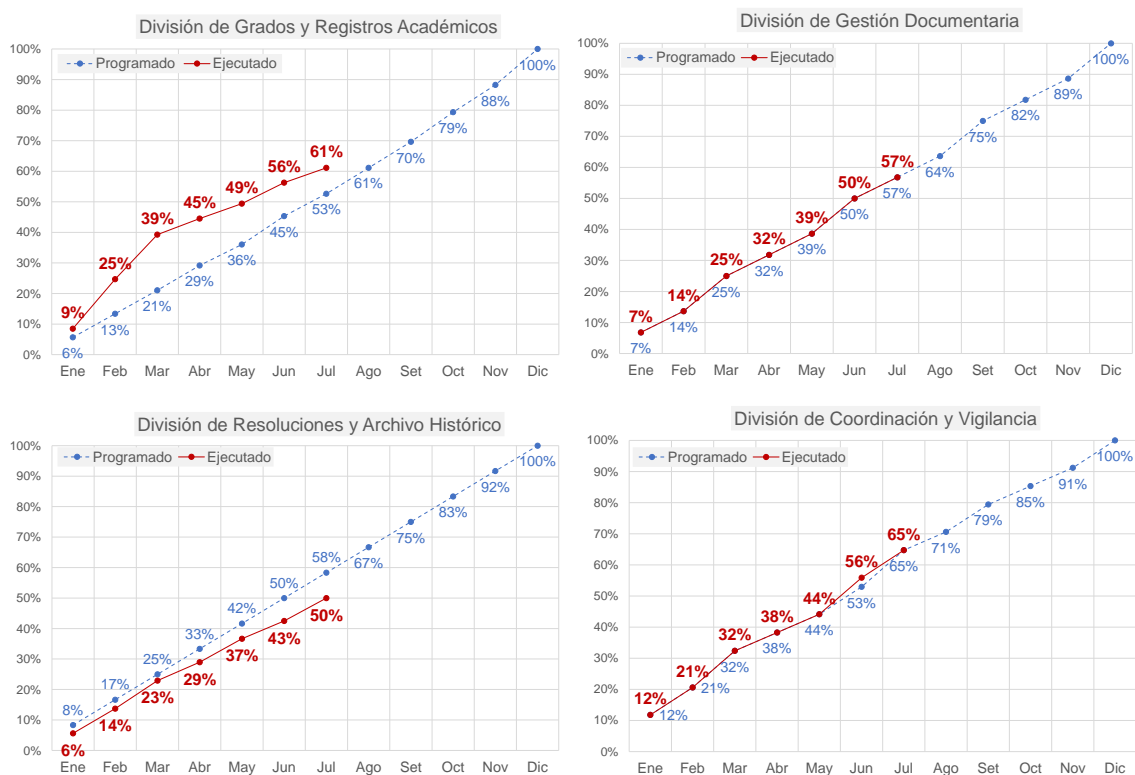 División de Grados y Registros Académicos
100%
90%
80%
70%
60%
50%
40%
30%
20%
10%
0%
Programado Ejecutado
9% 25% 39% 45% 49% 56% 61%
6% 13% 21% 29% 36% 45% 53% 61% 70% 79% 88% 100%
Ene Feb Mar Abr May Jun Jul Ago Set Oct Nov Dic
División de Gestión Documentaria
100%
90%
80%
70%
60%
50%
40%
30%
20%
10%
0%
Programado Ejecutado
7% 14% 25% 32% 39% 50% 57%
7% 14% 25% 32% 39% 50% 57% 64% 75% 82% 89% 100%
Ene Feb Mar Abr May Jun Jul Ago Set Oct Nov Dic
División de Resoluciones y Archivo Histórico
100%
90%
80%
70%
60%
50%
40%
30%
20%
10%
0%
Programado Ejecutado
8% 17% 25% 33% 42% 50% 58% 67% 75% 83% 92% 100%
6% 14% 23% 29% 37% 43% 50%
Ene Feb Mar Abr May Jun Jul Ago Set Oct Nov Dic
División de Coordinación y Vigilancia
100%
90%
80%
70%
60%
50%
40%
30%
20%
10%
0%
Programado Ejecutado
12% 21% 32% 38% 44% 56% 65%
12% 21% 32% 38% 44% 53% 65% 71% 79% 85% 91% 100%
Ene Feb Mar Abr May Jun Jul Ago Set Oct Nov Dic